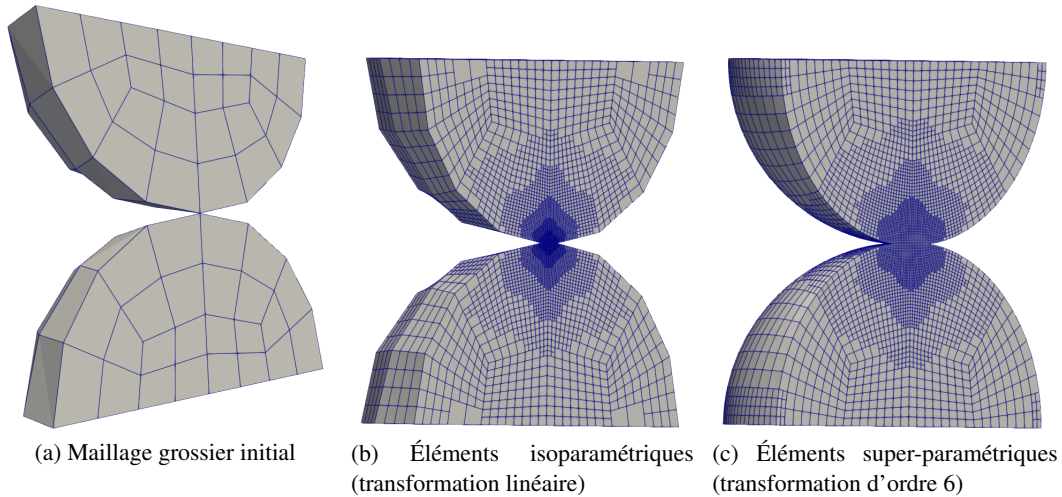 (a) Maillage grossier initial
(b) Éléments isoparamétriques
(transformation linéaire)
(c) Éléments super-paramétriques
(transformation d'ordre 6)